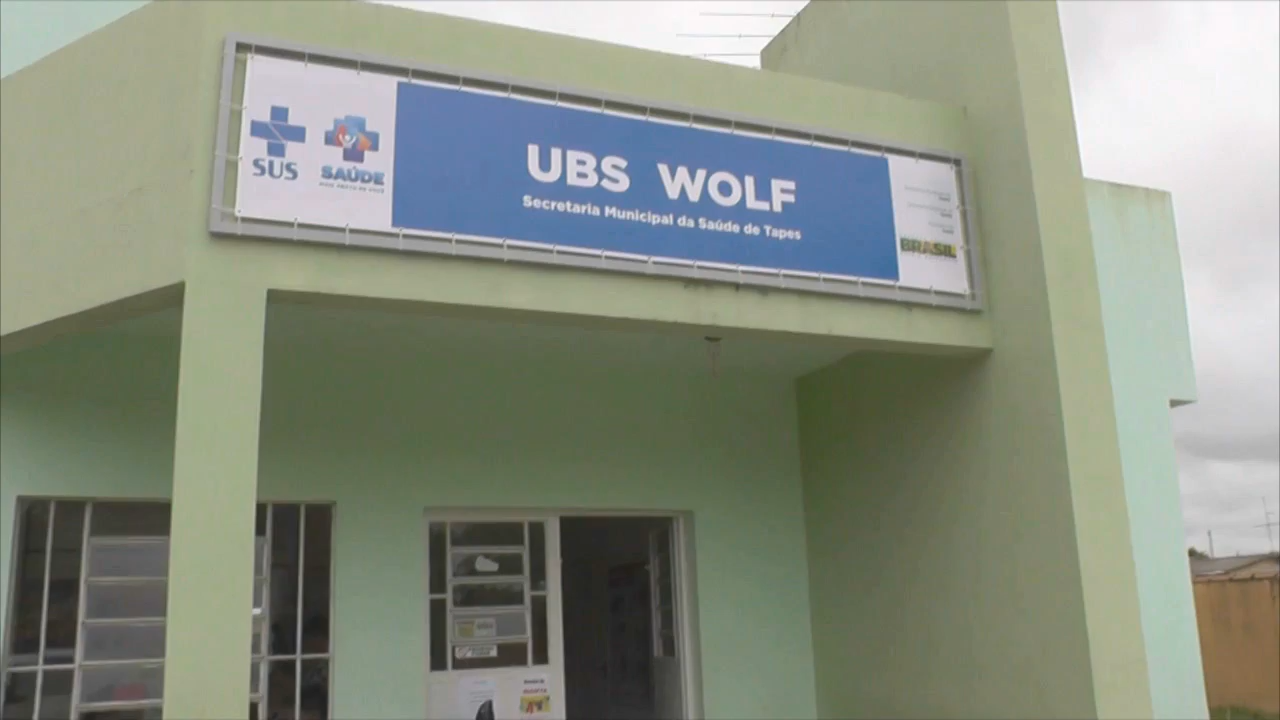 SUS
SAÚDE
UBS WOLF
Secretaria Municipal da Saúde de Tapes
BRASIL